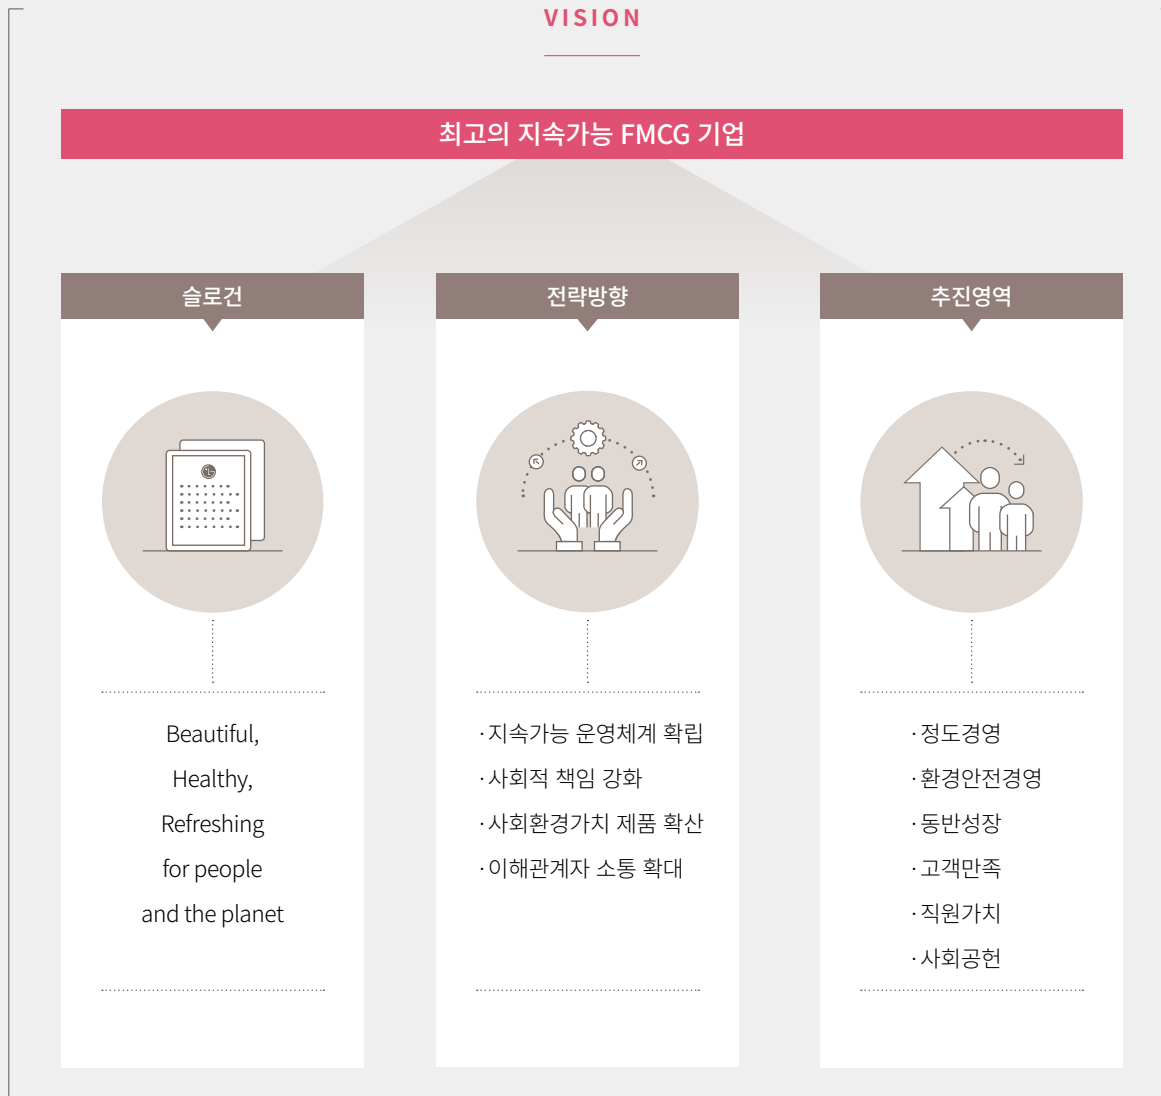 VISION
최고의 지속가능 FMCG 기업
슬로건
Beautiful,
Healthy,
Refreshing
for people
and the planet
전략방향
·지속가능 운영체계 확립
·사회적 책임 강화
·사회환경가치 제품 확산
·이해관계자 소통 확대
추진영역
·정도경영
·환경안전경영
·동반성장
·고객만족
·직원가치
·사회공헌